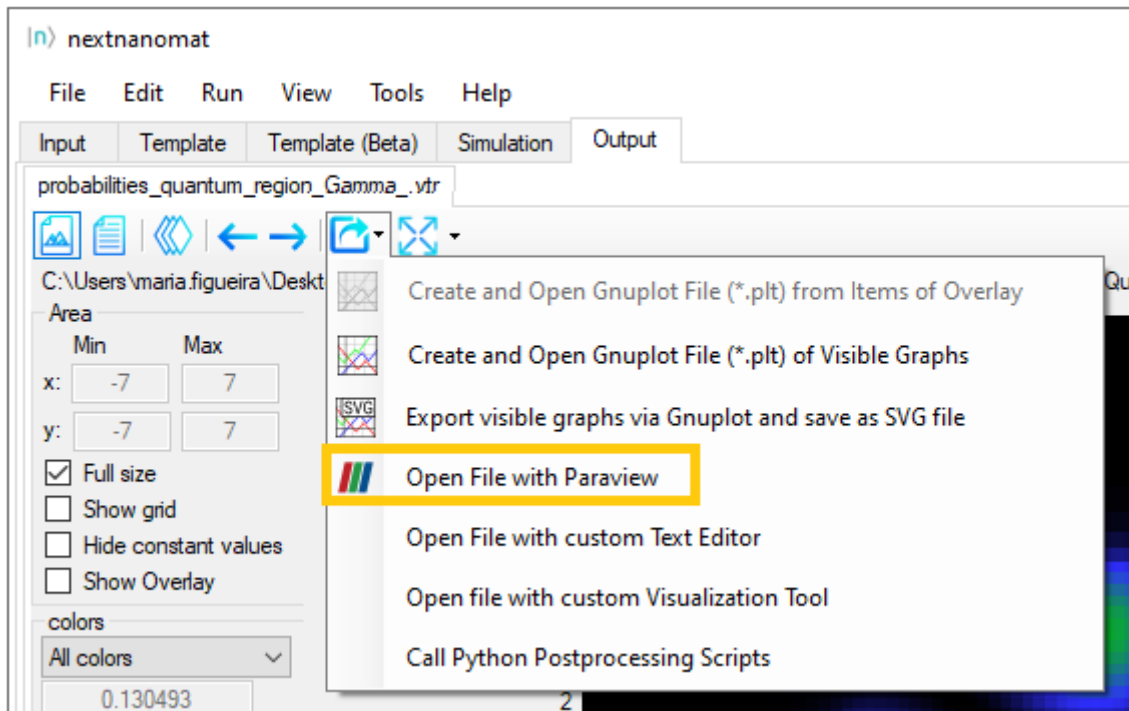 |n⟩ nextnanomat
File Edit Run View Tools Help
Input Template Template (Beta) Simulation Output
probabilities_quantum_region_Gamma_.vtr
C:\Users\maria.figueira\Deskt
Qu
Area
Min Max
x: -7 7
y: -7 7
Full size
Show grid
Hide constant values
Show Overlay
colors
All colors
0.130493
Create and Open Gnuplot File (*.plt) from Items of Overlay
Create and Open Gnuplot File (*.plt) of Visible Graphs
SVG Export visible graphs via Gnuplot and save as SVG file
Open File with Paraview
Open File with custom Text Editor
Open file with custom Visualization Tool
Call Python Postprocessing Scripts
2